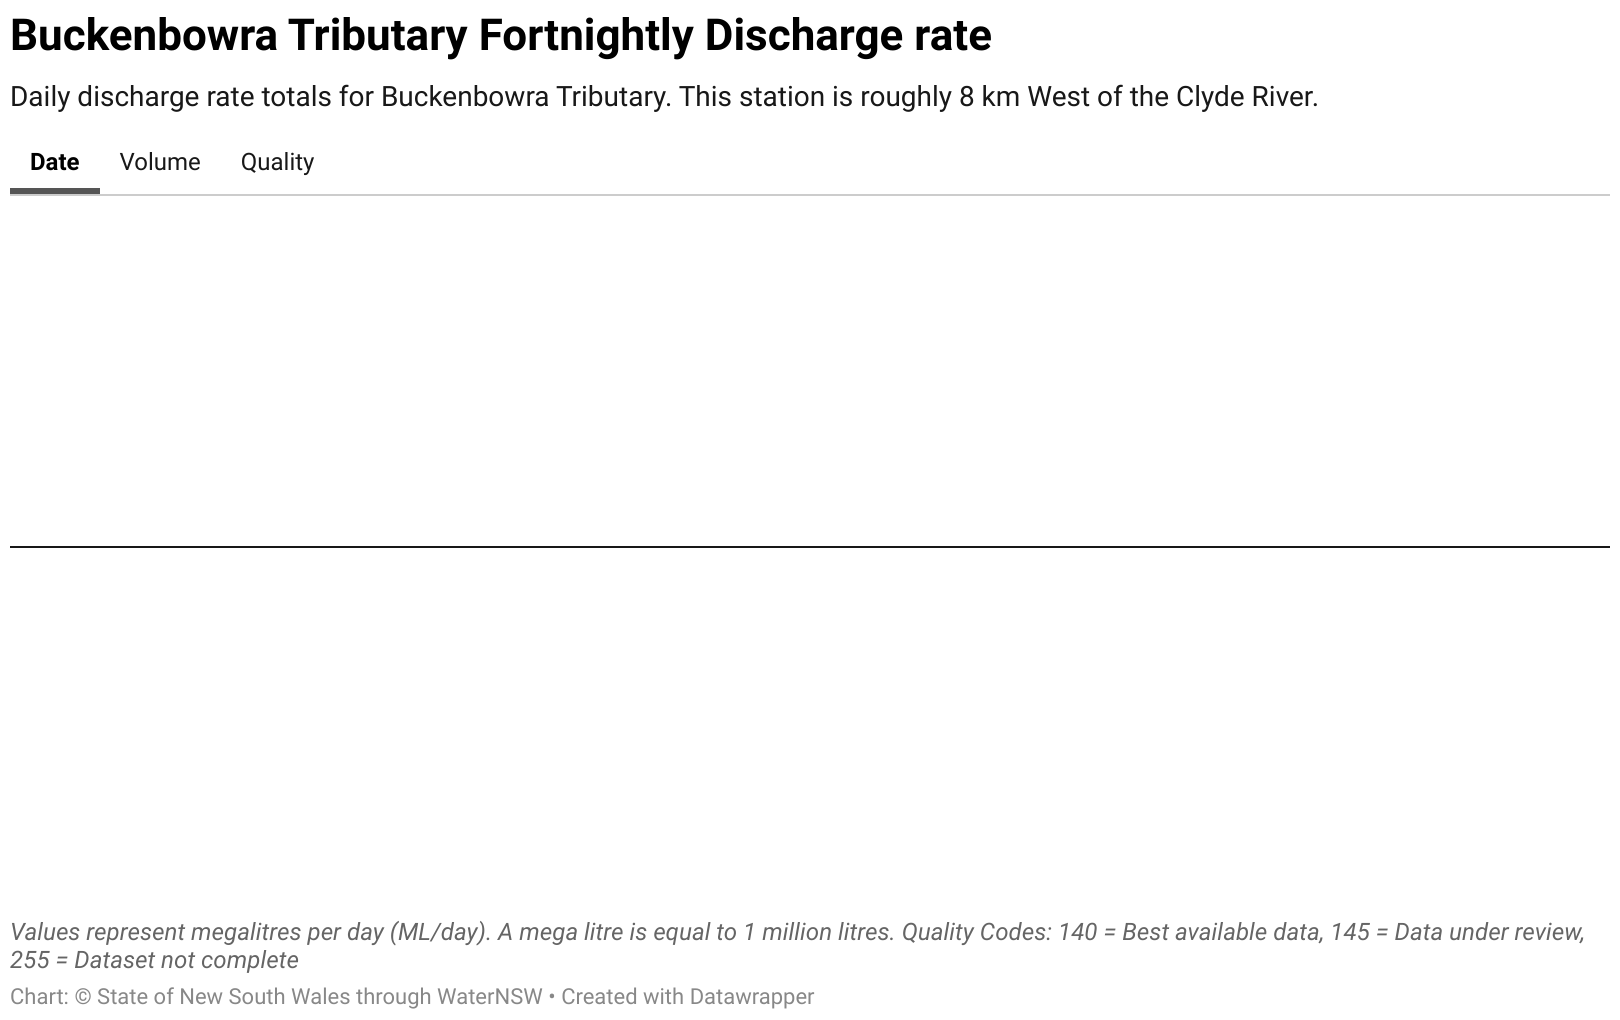 Buckenbowra Tributary Fortnightly Discharge rate
Daily discharge rate totals for Buckenbowra Tributary. This station is roughly 8 km West of the Clyde River.
Date Volume Quality
Values represent megalitres per day (ML/day). A mega litre is equal to 1 million litres. Quality Codes: 140 = Best available data, 145 = Data under review,
255 = Dataset not complete
Chart: © State of New South Wales through WaterNSW • Created with Datawrapper